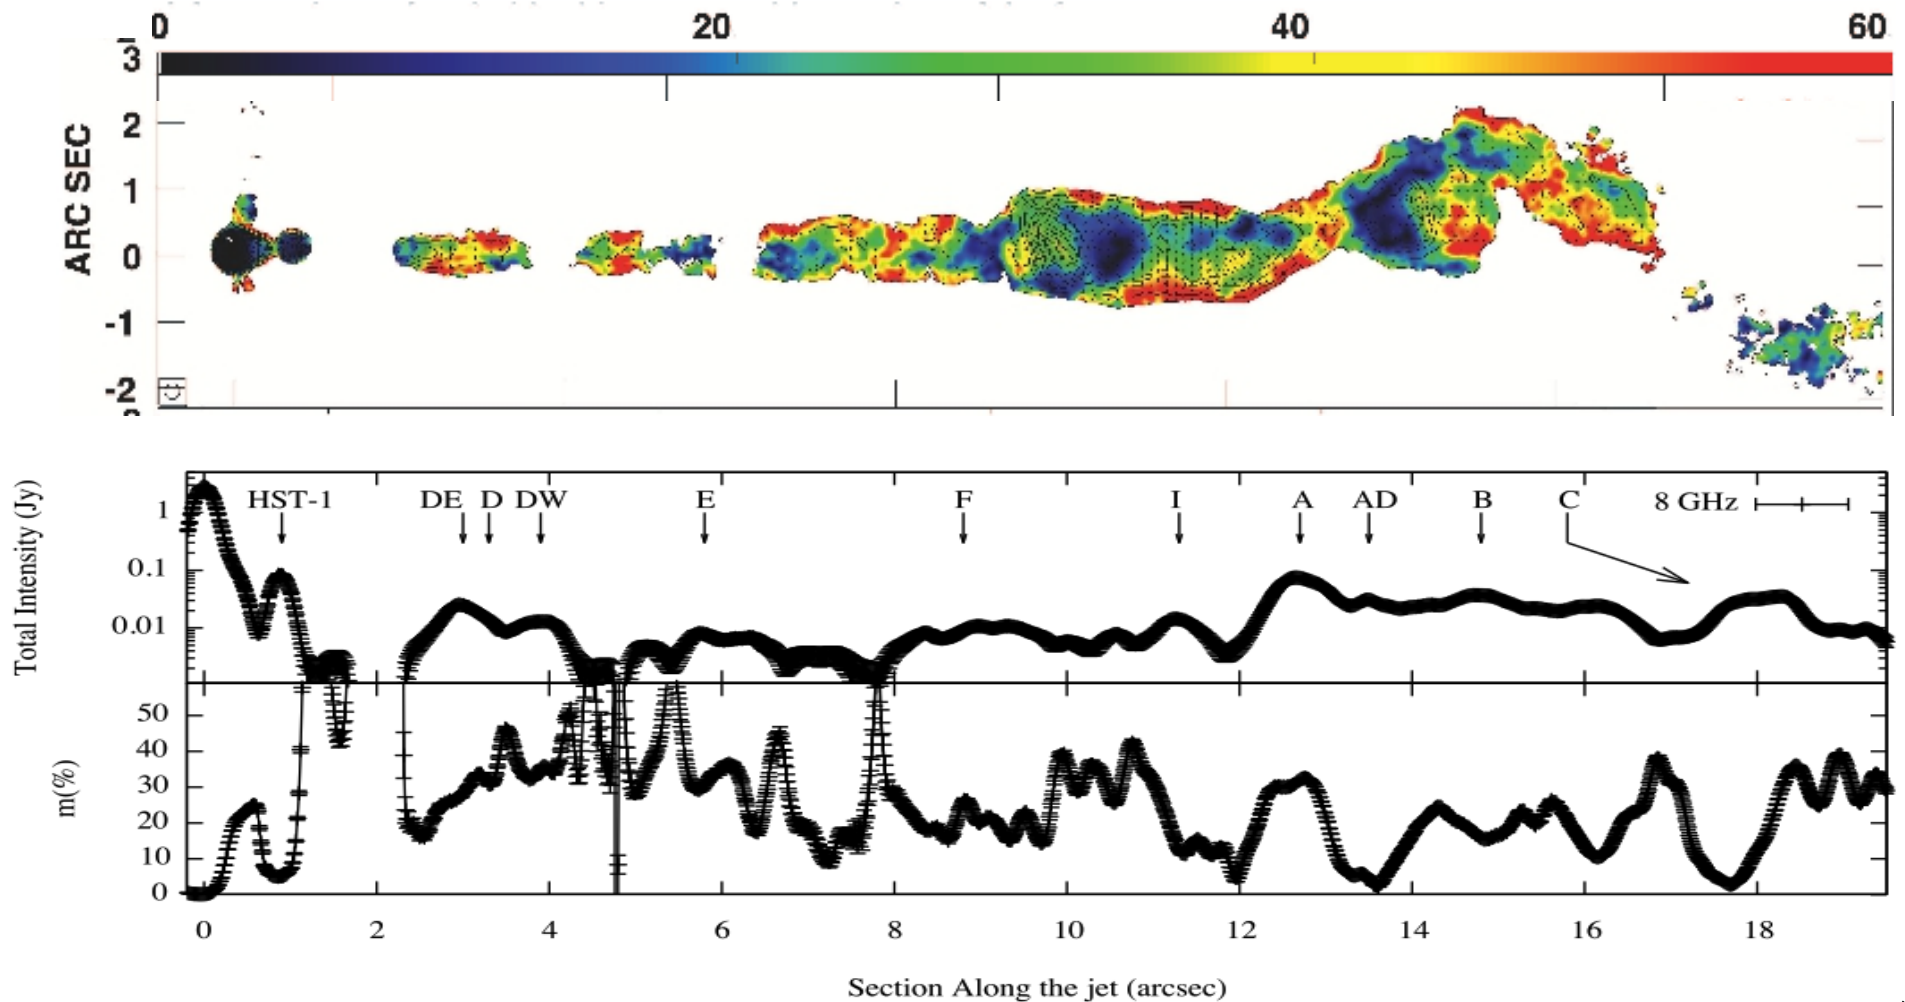 0 20 40 60
3
2
1
0
-1
-2
ARC SEC
HST-1 DE D DW E F I A AD B C 8 GHz
1
0.1
0.01
Total Intensity (Jy)
50
40
30
20
10
0
m(%)
0 2 4 6 8 10 12 14 16 18
Section Along the jet (arcsec)